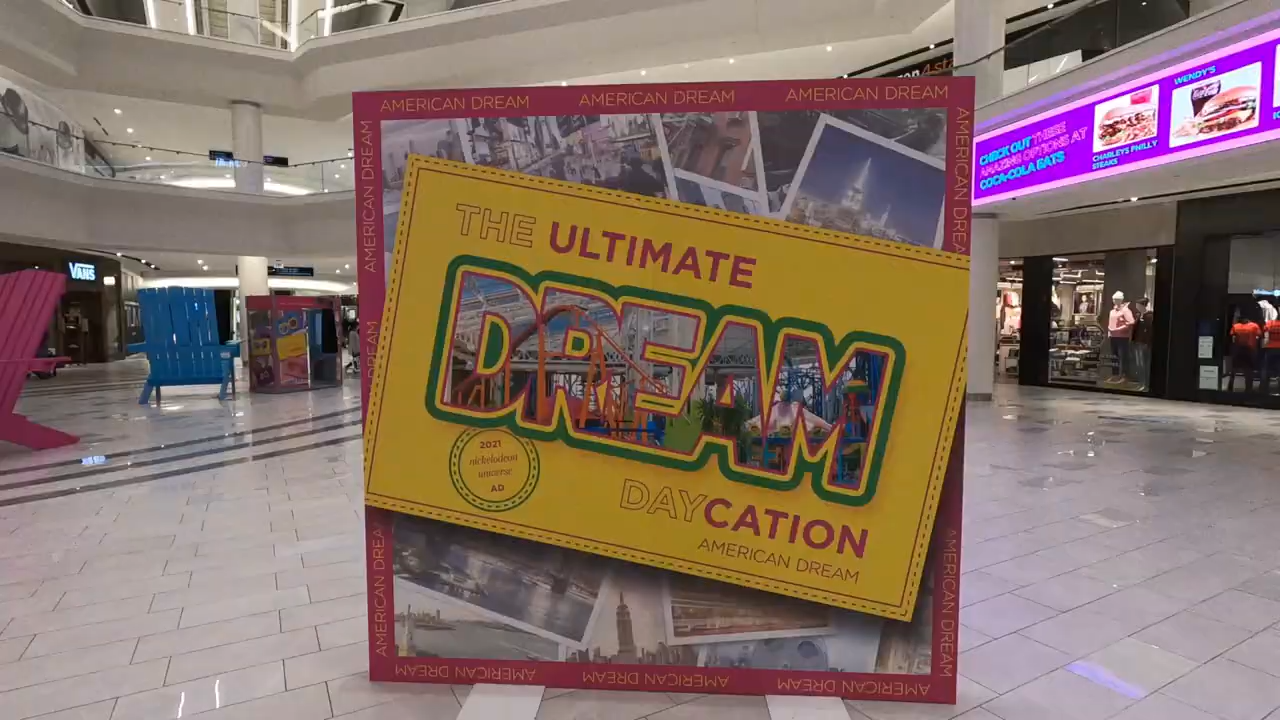 AMERICAN DREAM AMERICAN DREAM AMERICAN DREAM
AMERICAN DREAM
AMERICAN DREAM
THE ULTIMATE
DREAM
2021
nickelodeon
universe
AD
DAYCATION
AMERICAN DREAM
AMERICAN DREAM
AMERICAN DREAM
AMERICAN DREAM AMERICAN DREAM AMERICAN DREAM
VANS
CHECK OUT THESE
AMAZING OPTIONS AT
COCA-COLA EATS
CHARLEYS PHILLY
STEAKS
WENDY'S